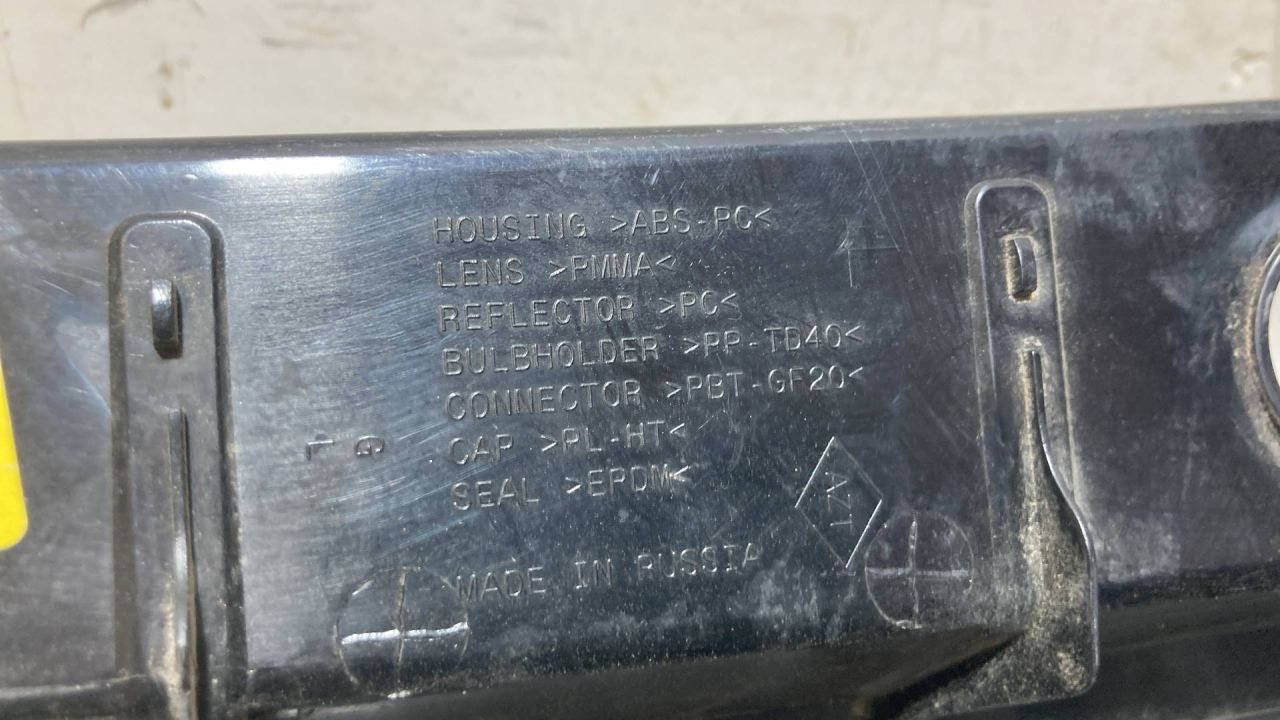 HOUSING >ABS-PC<
LENS >PMMA<
REFLECTOR >PC<
BULBHOLDER >PP-TD40<
CONNECTOR >PBT-GF20<
CAP >PL-HT<
SEAL >EPDM<
MADE IN RUSSIA